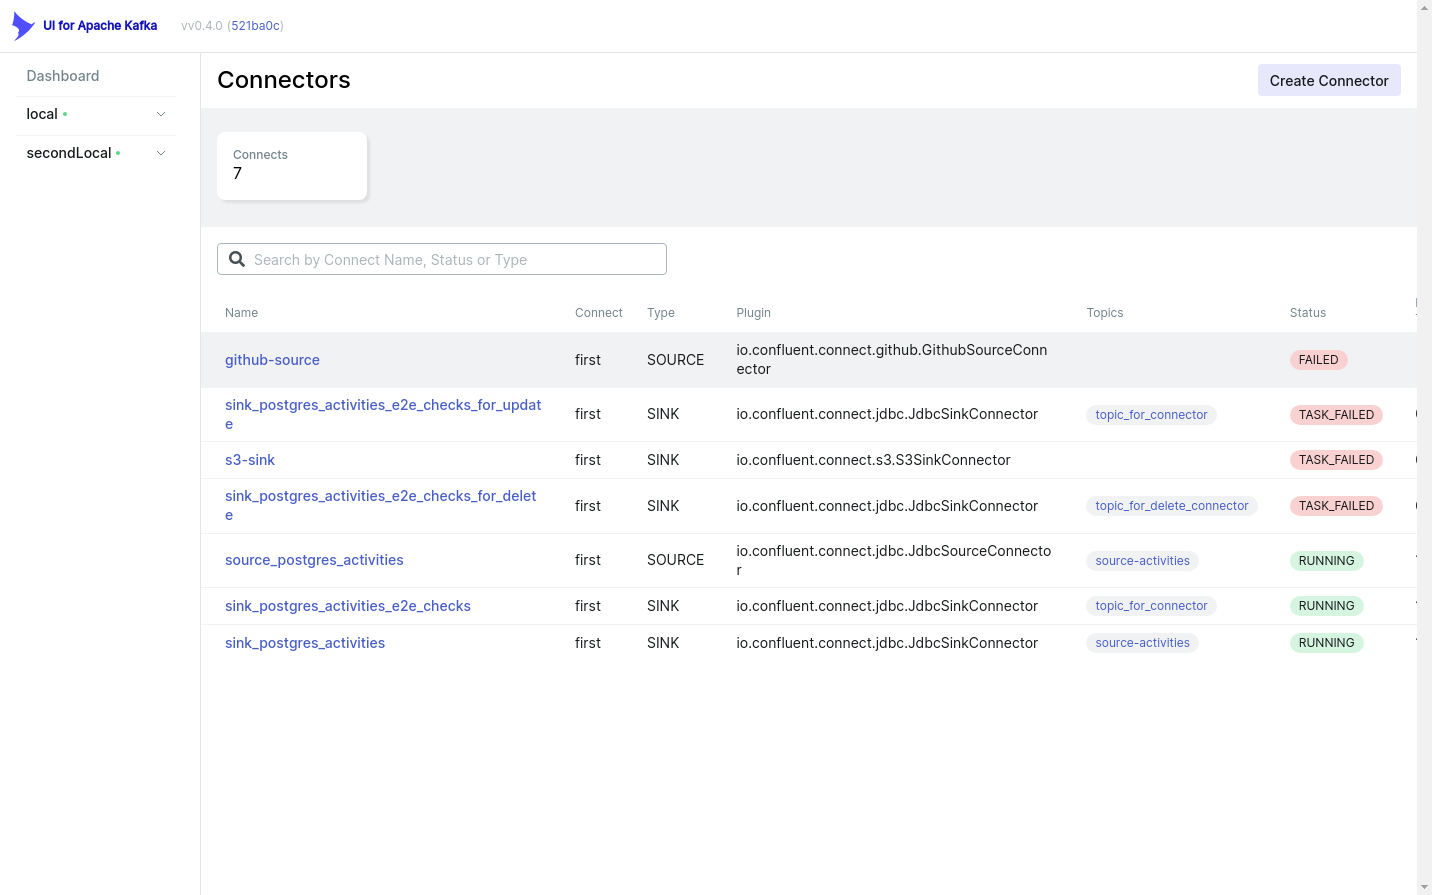 UI for Apache Kafka vv0.4.0 (521ba0c)
Dashboard
local
secondLocal
Connectors
Create Connector
Connects
7
Search by Connect Name, Status or Type
Name Connect Type Plugin Topics Status
github-source first SOURCE io.confluent.connect.github.GithubSourceConn
ector FAILED
sink_postgres_activities_e2e_checks_for_updat
e first SINK io.confluent.connect.jdbc.JdbcSinkConnector topic_for_connector TASK_FAILED
s3-sink first SINK io.confluent.connect.s3.S3SinkConnector TASK_FAILED
sink_postgres_activities_e2e_checks_for_delet
e first SINK io.confluent.connect.jdbc.JdbcSinkConnector topic_for_delete_connector TASK_FAILED
source_postgres_activities first SOURCE io.confluent.connect.jdbc.JdbcSourceConnecto
r source-activities RUNNING
sink_postgres_activities_e2e_checks first SINK io.confluent.connect.jdbc.JdbcSinkConnector topic_for_connector RUNNING
sink_postgres_activities first SINK io.confluent.connect.jdbc.JdbcSinkConnector source-activities RUNNING